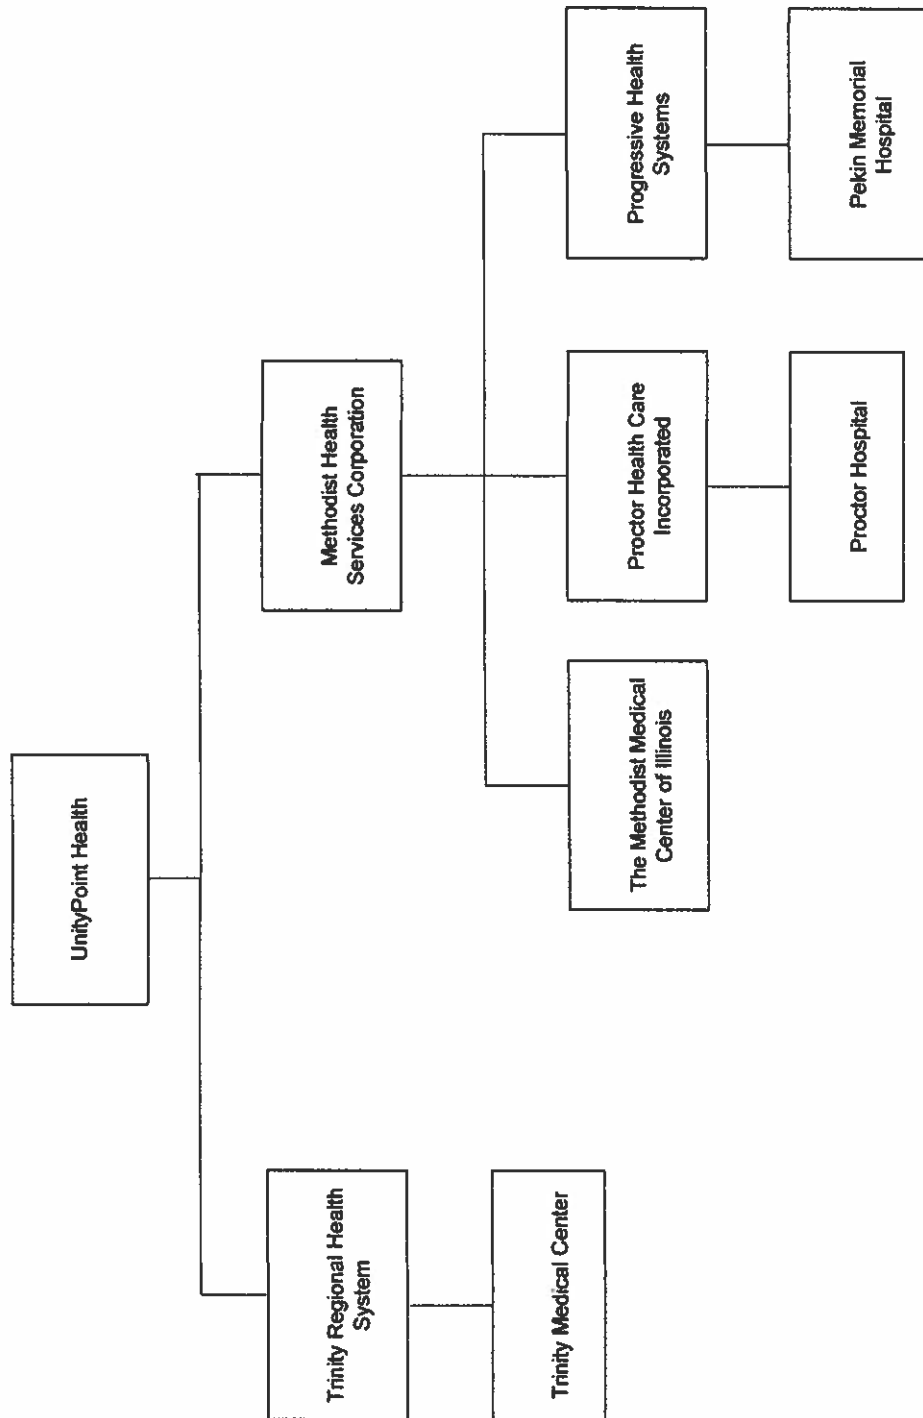 UnityPoint Health
Trinity Regional Health
System
Methodist Health
Services Corporation
Trinity Medical Center
The Methodist Medical
Center of Illinois
Proctor Health Care
Incorporated
Progressive Health
Systems
Proctor Hospital
Pekin Memorial
Hospital